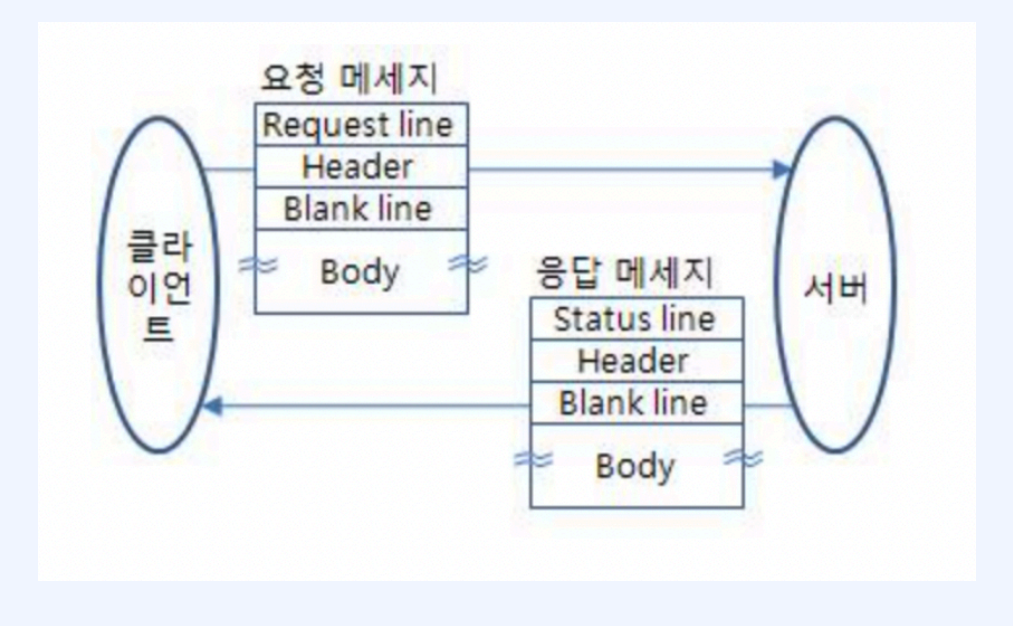 요청 메세지
Request line
Header
Blank line
Body
클라
이언
트
응답 메세지
Status line
Header
Blank line
Body
서버